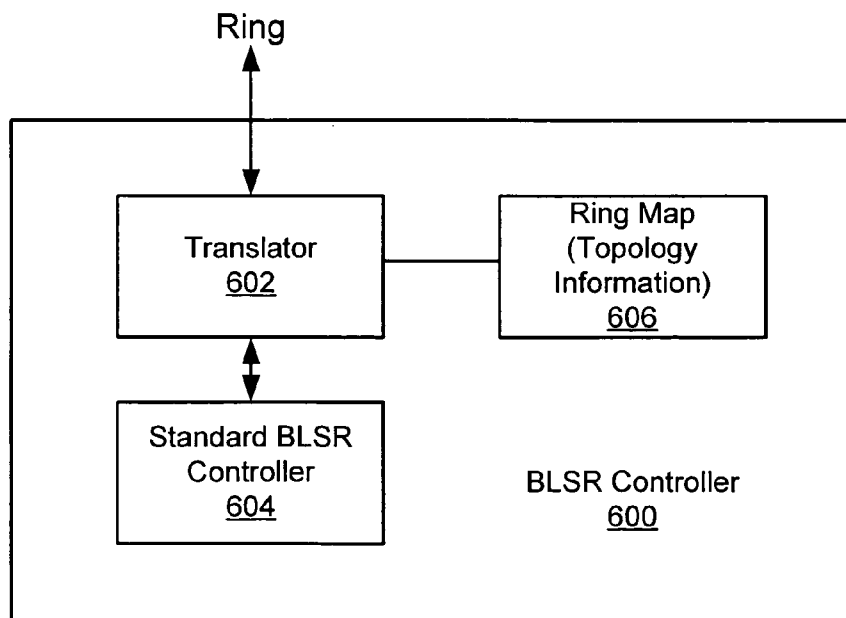 Ring
Translator
602
Ring Map
(Topology
Information)
606
Standard BLSR
Controller
604
BLSR Controller
600